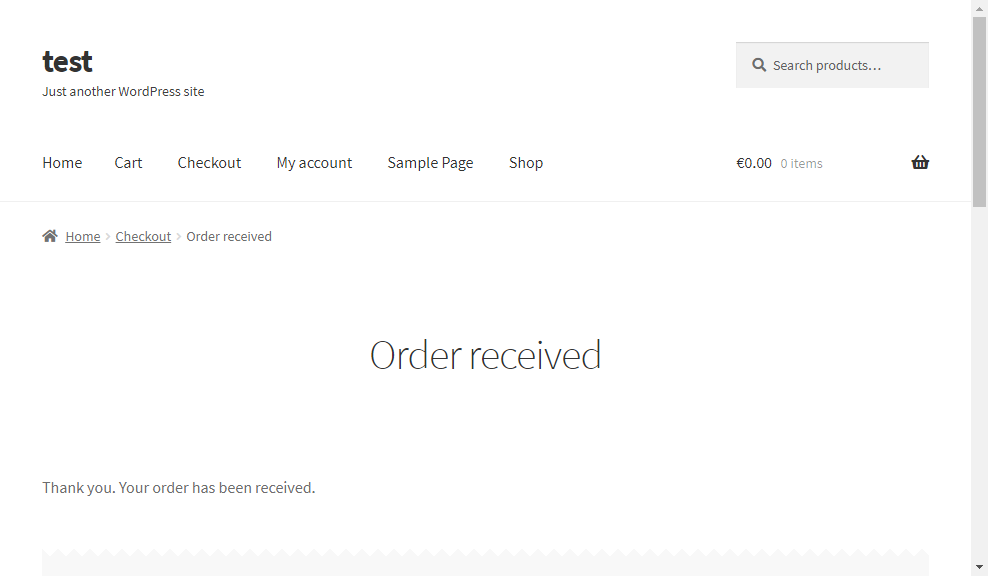 test
Just another WordPress site
Search products…
Home Cart Checkout My account Sample Page Shop
€0.00 0 items
Home Checkout Order received
Order received
Thank you. Your order has been received.